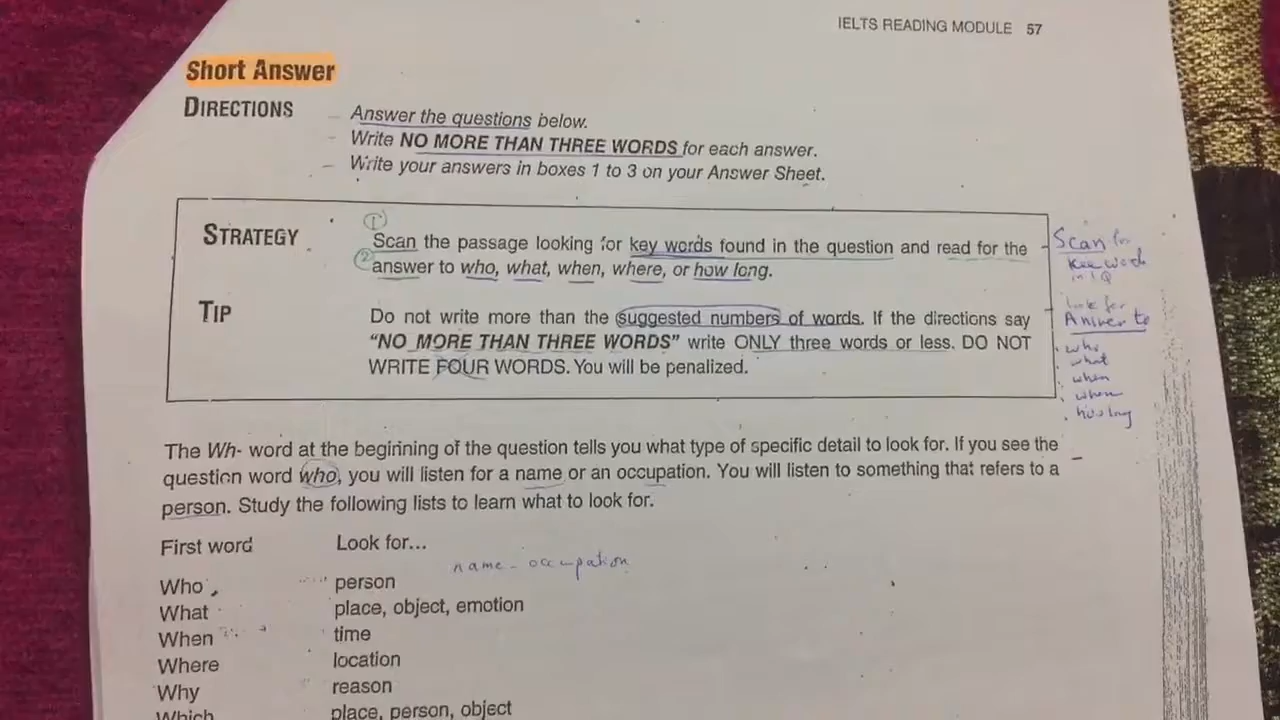 IELTS READING MODULE 57
Short Answer
DIRECTIONS
– Answer the questions below.
– Write NO MORE THAN THREE WORDS for each answer.
– Write your answers in boxes 1 to 3 on your Answer Sheet.
STRATEGY
① Scan the passage looking for key words found in the question and read for the
② answer to who, what, when, where, or how long.
TIP
Do not write more than the suggested numbers of words. If the directions say
"NO MORE THAN THREE WORDS" write ONLY three words or less. DO NOT
WRITE FOUR WORDS. You will be penalized.
Scan for
in Q
look for
Answer to
who
what
when
how long
The Wh- word at the beginning of the question tells you what type of specific detail to look for. If you see the
question word who, you will listen for a name or an occupation. You will listen to something that refers to a
person. Study the following lists to learn what to look for.
First word Look for...
name - occupation
Who person
What place, object, emotion
When time
Where location
Why reason
Which place, person, object